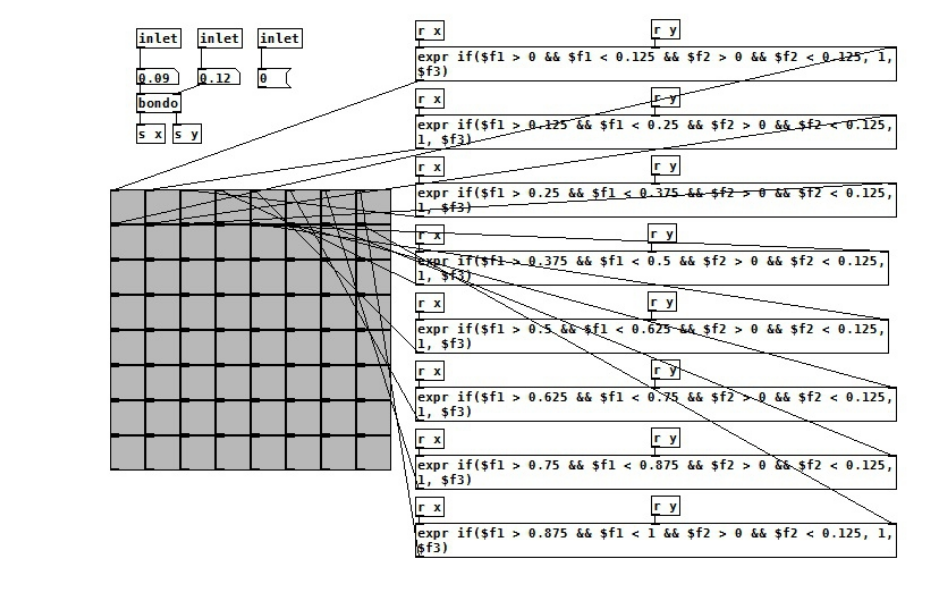 inlet
inlet
inlet
0.09
0.12
0
bondo
s x
s y
r x
r y
expr if($f1 > 0 && $f1 < 0.125 && $f2 > 0 && $f2 < 0.125, 1,
$f3)
r x
r y
expr if($f1 > 0.125 && $f1 < 0.25 && $f2 > 0 && $f2 < 0.125,
1, $f3)
r x
r y
expr if($f1 > 0.25 && $f1 < 0.375 && $f2 > 0 && $f2 < 0.125,
1, $f3)
r x
r y
expr if($f1 > 0.375 && $f1 < 0.5 && $f2 > 0 && $f2 < 0.125,
1, $f3)
r x
r y
expr if($f1 > 0.5 && $f1 < 0.625 && $f2 > 0 && $f2 < 0.125,
1, $f3)
r x
r y
expr if($f1 > 0.625 && $f1 < 0.75 && $f2 > 0 && $f2 < 0.125,
1, $f3)
r x
r y
expr if($f1 > 0.75 && $f1 < 0.875 && $f2 > 0 && $f2 < 0.125,
1, $f3)
r x
r y
expr if($f1 > 0.875 && $f1 < 1 && $f2 > 0 && $f2 < 0.125, 1,
$f3)